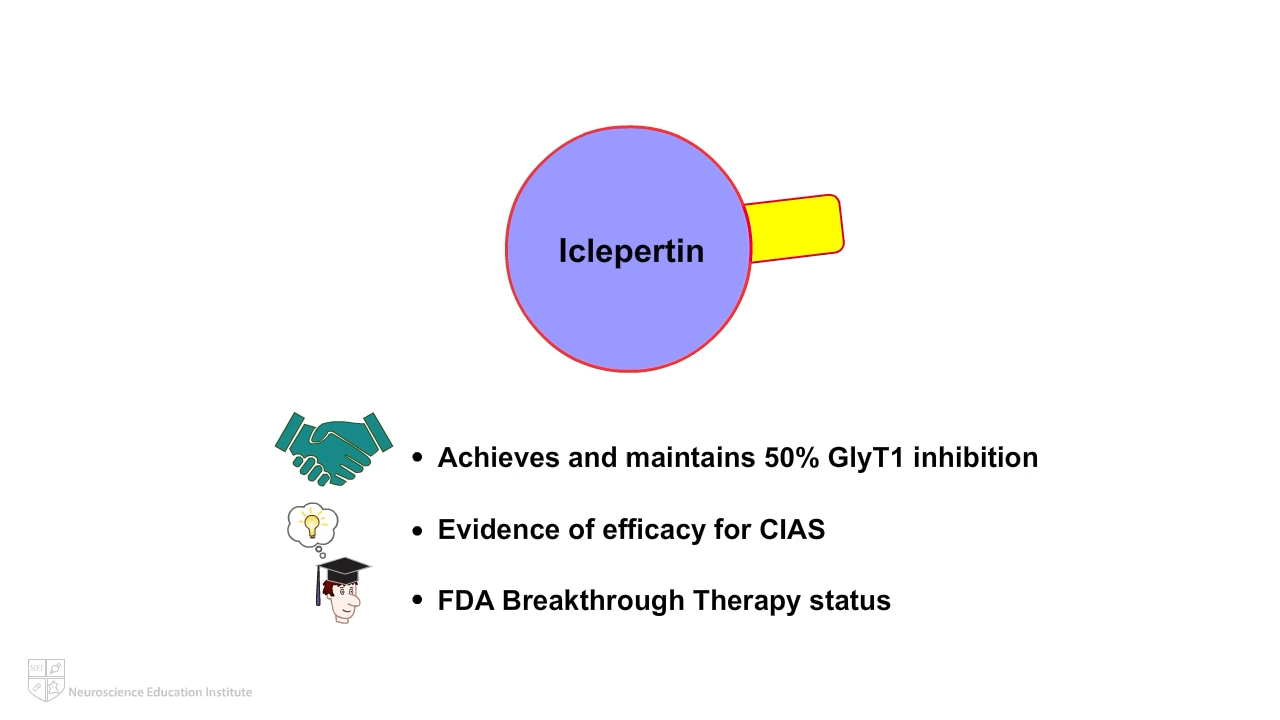 Iclepertin
• Achieves and maintains 50% GlyT1 inhibition
• Evidence of efficacy for CIAS
• FDA Breakthrough Therapy status
NEI
Neuroscience Education Institute